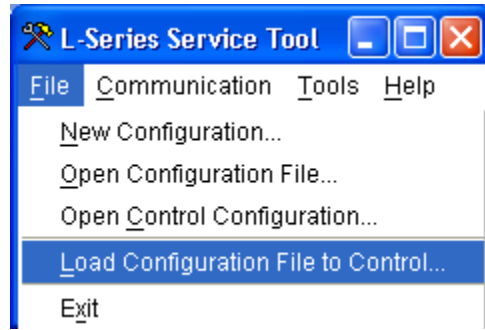 L-Series Service Tool
File Communication Tools Help
New Configuration...
Open Configuration File...
Open Control Configuration...
Load Configuration File to Control...
Exit